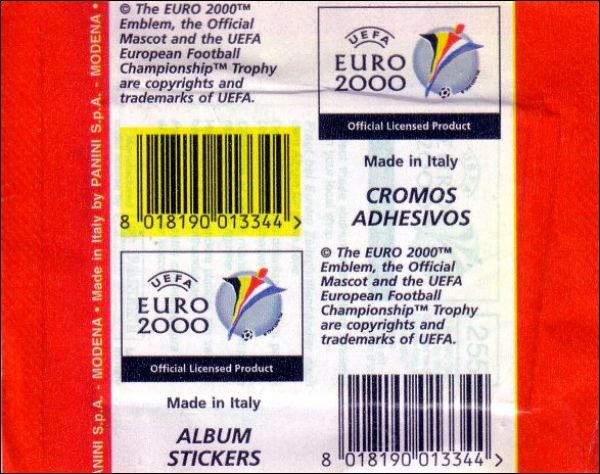 © The EURO 2000™
Emblem, the Official
Mascot and the UEFA
European Football
Championship™ Trophy
are copyrights and
trademarks of UEFA.
8 018190 013344 >
UEFA
EURO
2000
Official Licensed Product
Made in Italy
ALBUM
STICKERS
UEFA
EURO
2000
Official Licensed Product
Made in Italy
CROMOS
ADHESIVOS
© The EURO 2000™
Emblem, the Official
Mascot and the UEFA
European Football
Championship™ Trophy
are copyrights and
trademarks of UEFA.
8 018190 013344 >
ANINI S.p.A. - MODENA • Made in Italy by PANINI S.p.A. - MODENA •